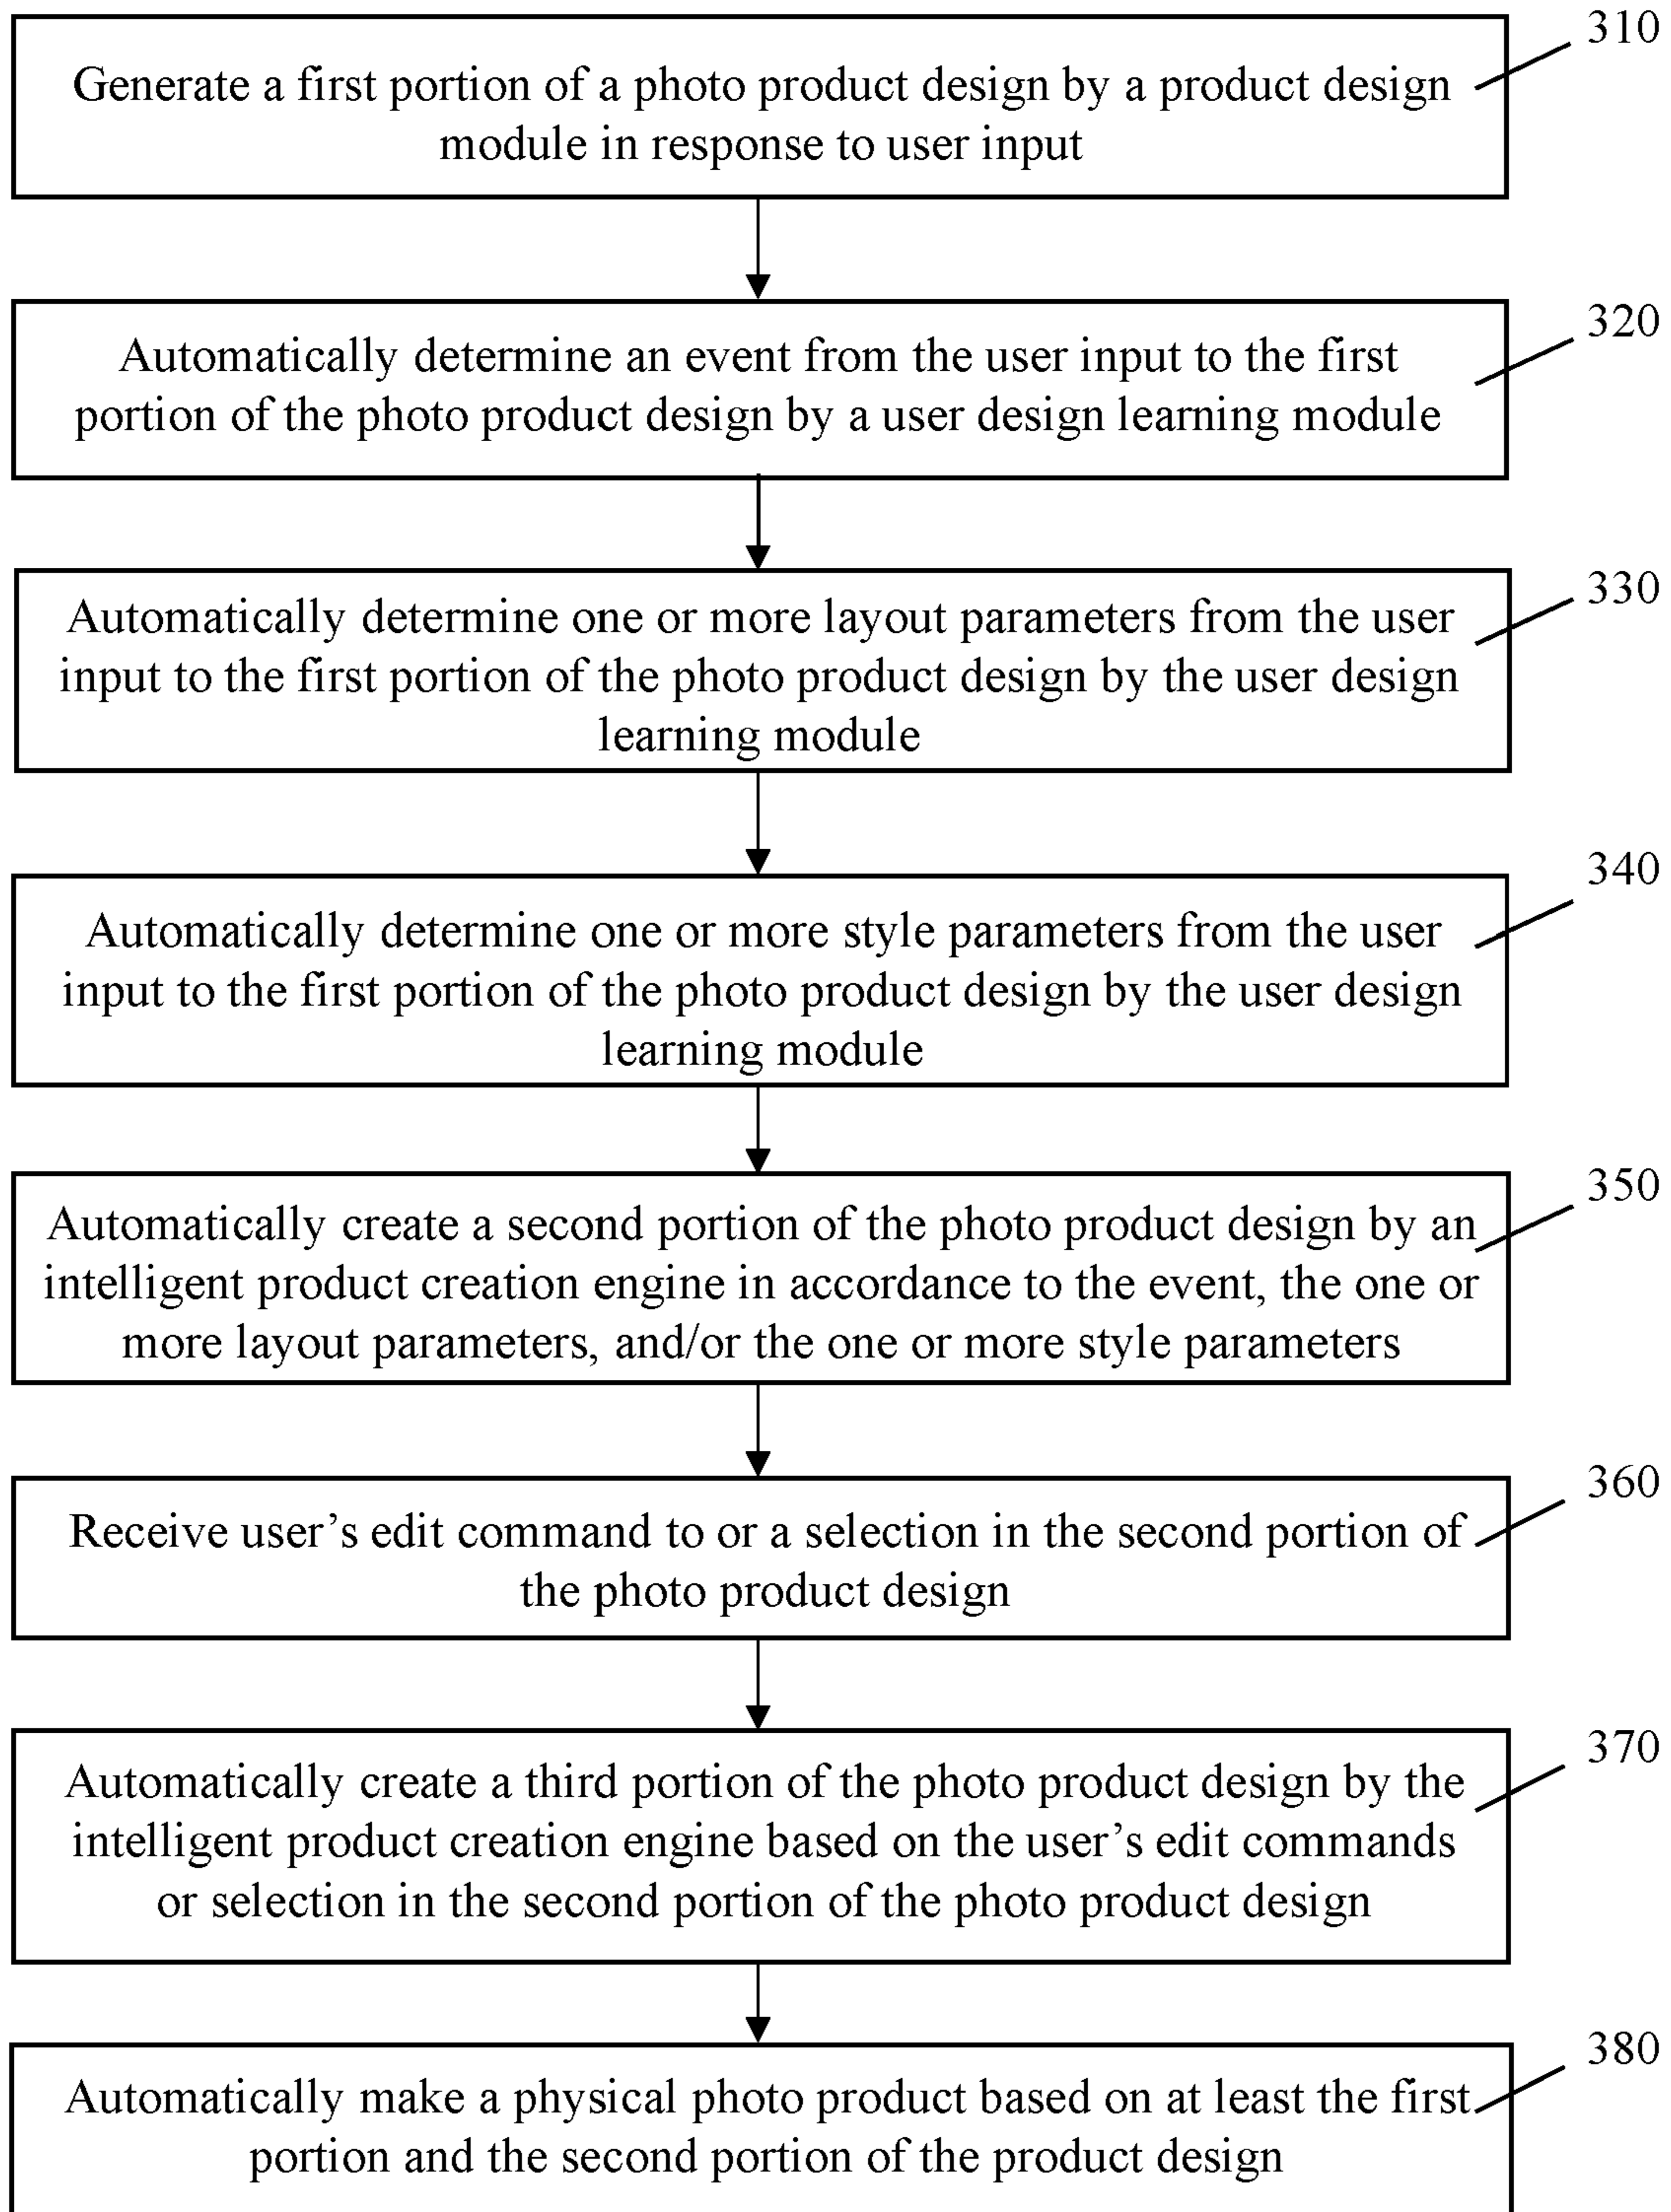 310
Generate a first portion of a photo product design by a product design
module in response to user input
320
Automatically determine an event from the user input to the first
portion of the photo product design by a user design learning module
330
Automatically determine one or more layout parameters from the user
input to the first portion of the photo product design by the user design
learning module
340
Automatically determine one or more style parameters from the user
input to the first portion of the photo product design by the user design
learning module
350
Automatically create a second portion of the photo product design by an
intelligent product creation engine in accordance to the event, the one or
more layout parameters, and/or the one or more style parameters
360
Receive user’s edit command to or a selection in the second portion of
the photo product design
370
Automatically create a third portion of the photo product design by the
intelligent product creation engine based on the user’s edit commands
or selection in the second portion of the photo product design
380
Automatically make a physical photo product based on at least the first
portion and the second portion of the product design